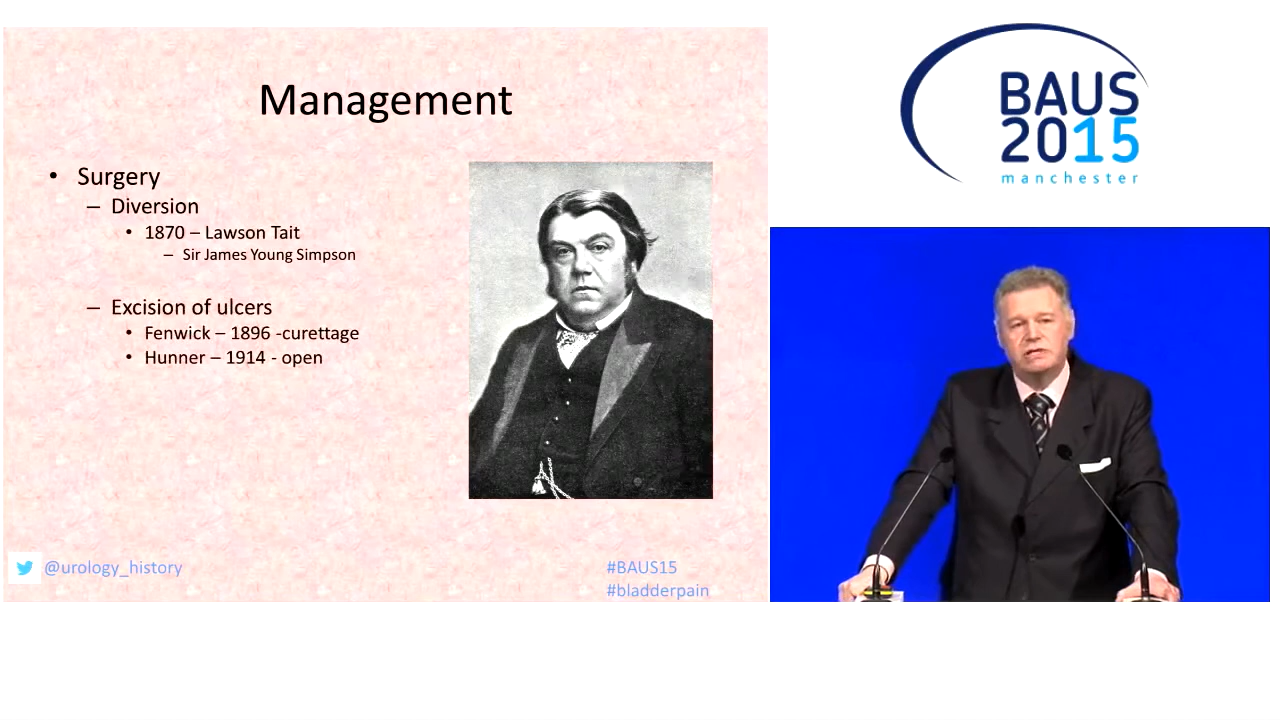 Management
• Surgery
– Diversion
• 1870 – Lawson Tait
– Sir James Young Simpson
– Excision of ulcers
• Fenwick – 1896 -curettage
• Hunner – 1914 - open
@urology_history
#BAUS15
#bladderpain
BAUS
2015
manchester